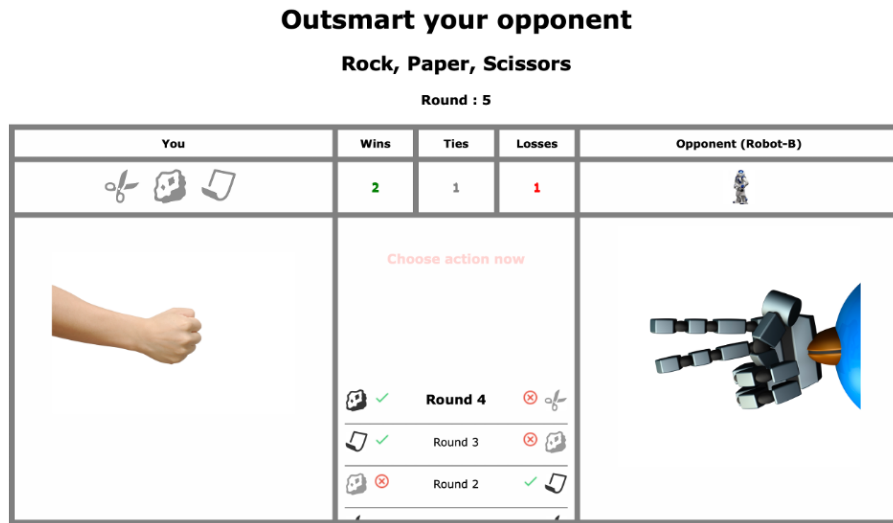 Outsmart your opponent
Rock, Paper, Scissors
Round : 5
You Wins Ties Losses Opponent (Robot-B)
2 1 1
Choose action now
Round 4
Round 3
Round 2